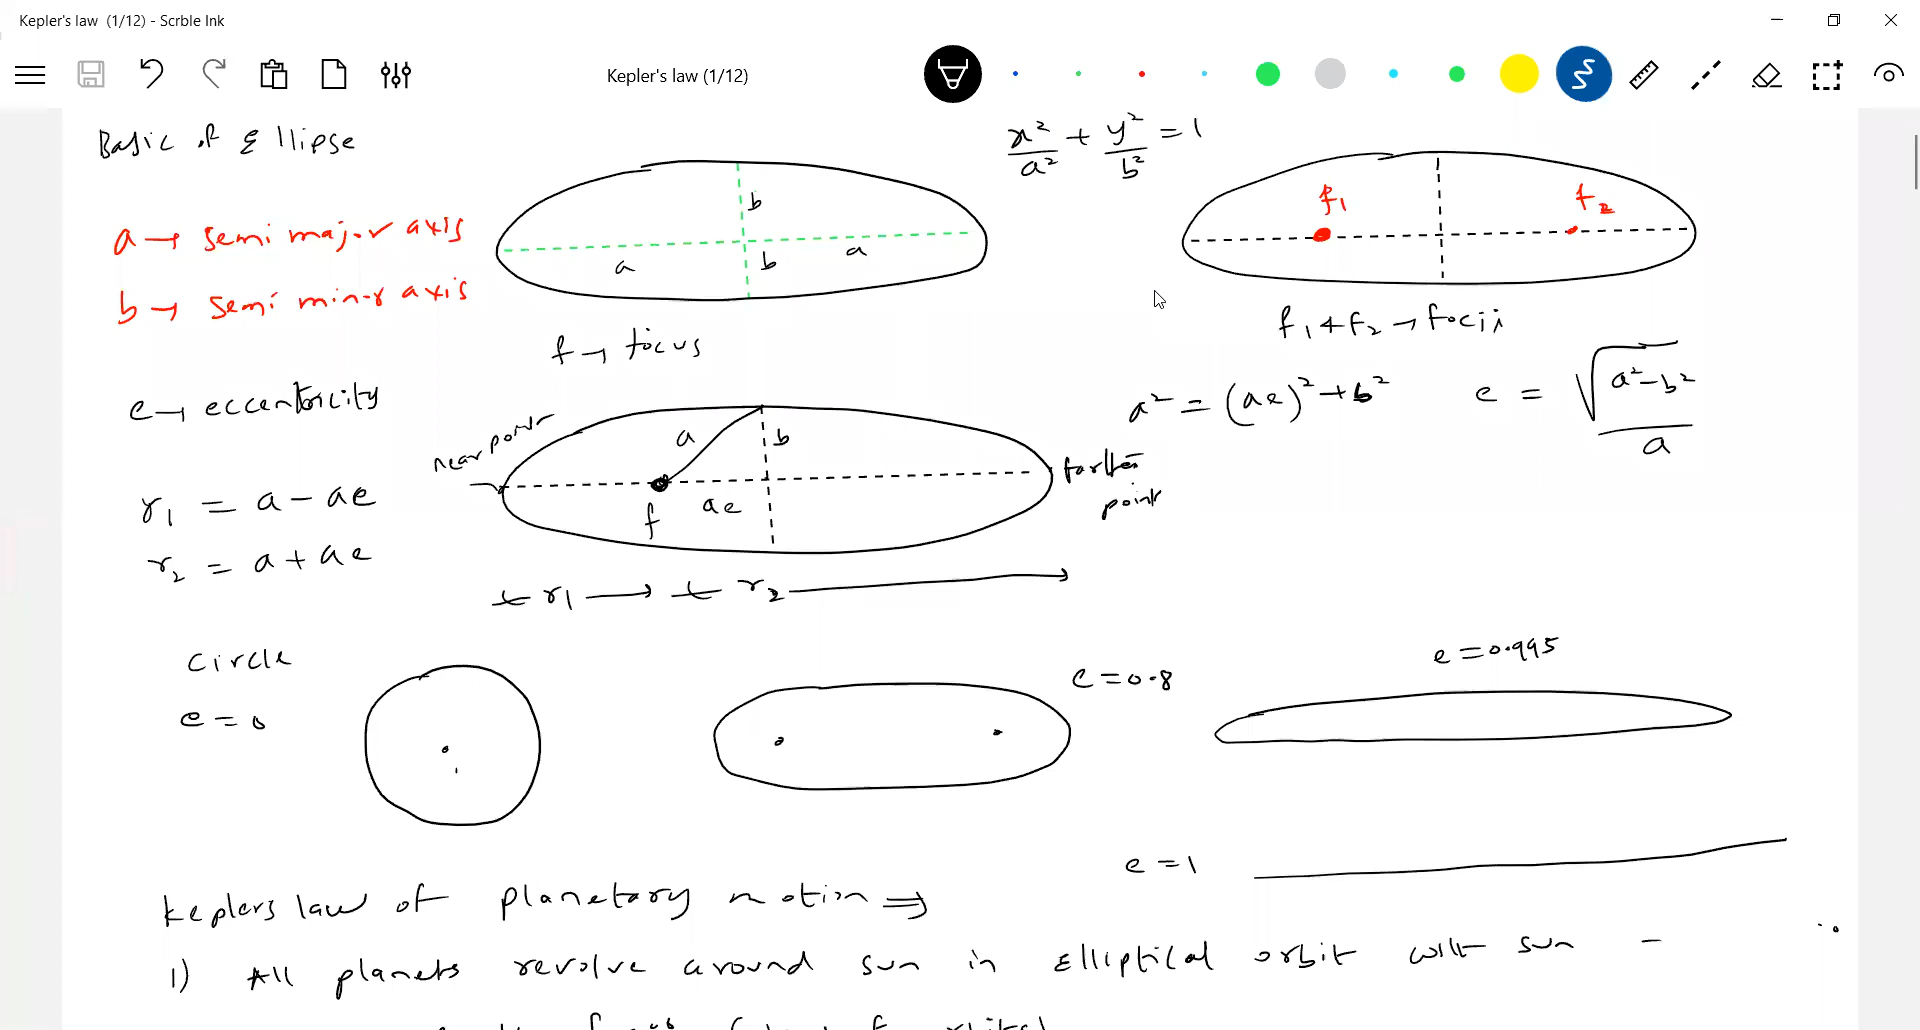 Kepler's law (1/12) - Scrble Ink
Kepler's law (1/12)
Basic of Ellipse
x²/a² + y²/b² = 1
b
a
b
a
f1
f2
a → semi major axis
b → semi minor axis
f1 & f2 → focii
f → focus
e → eccentricity
a² = (ae)² + b²
e = √(a²-b²)/a
near point
a
b
farther point
f
ae
r1 = a - ae
r2 = a + ae
r1
r2
circle
e = 0
e = 0.8
e = 0.995
e = 1
Keplers law of planetary motion ⇒
1) All planets revolve around sun in elliptical orbit with sun -